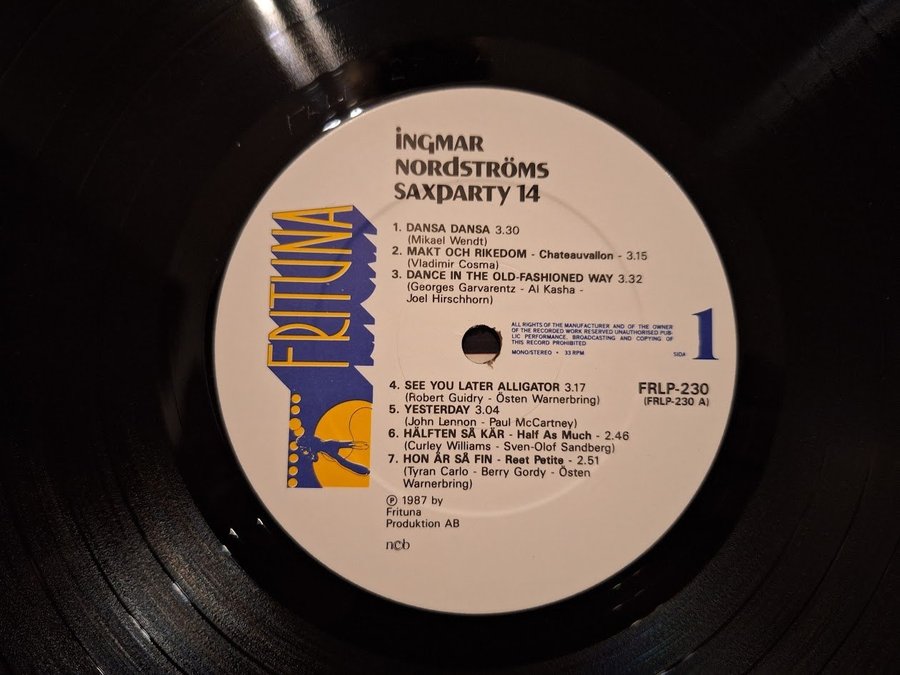 INGMAR
NORDSTRÖMS
SAXPARTY 14
FRITUNA
1. DANSA DANSA 3.30
(Mikael Wendt)
2. MAKT OCH RIKEDOM - Chateauvallon - 3.15
(Vladimir Cosma)
3. DANCE IN THE OLD-FASHIONED WAY 3.32
(Georges Garvarentz - Al Kasha -
Joel Hirschhorn)
ALL RIGHTS OF THE MANUFACTURER AND OF THE OWNER
OF THE RECORDED WORK RESERVED UNAUTHORISED PUB-
LIC PERFORMANCE, BROADCASTING AND COPYING OF
THIS RECORD PROHIBITED
MONO/STEREO • 33 RPM
SIDA 1
4. SEE YOU LATER ALLIGATOR 3.17
(Robert Guidry - Östen Warnerbring)
5. YESTERDAY 3.04
(John Lennon - Paul McCartney)
6. HÄLFTEN SÅ KÄR - Half As Much - 2.46
(Curley Williams - Sven-Olof Sandberg)
7. HON ÄR SÅ FIN - Reet Petite - 2.51
(Tyran Carlo - Berry Gordy - Östen
Warnerbring)
FRLP-230
(FRLP-230 A)
℗ 1987 by
Frituna
Produktion AB
ncb